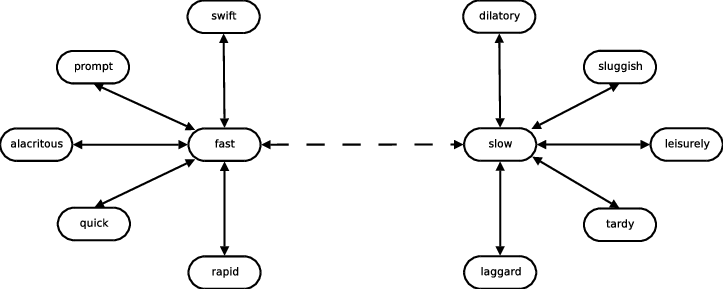 swift
dilatory
prompt
sluggish
alacritous
fast
slow
leisurely
quick
tardy
rapid
laggard